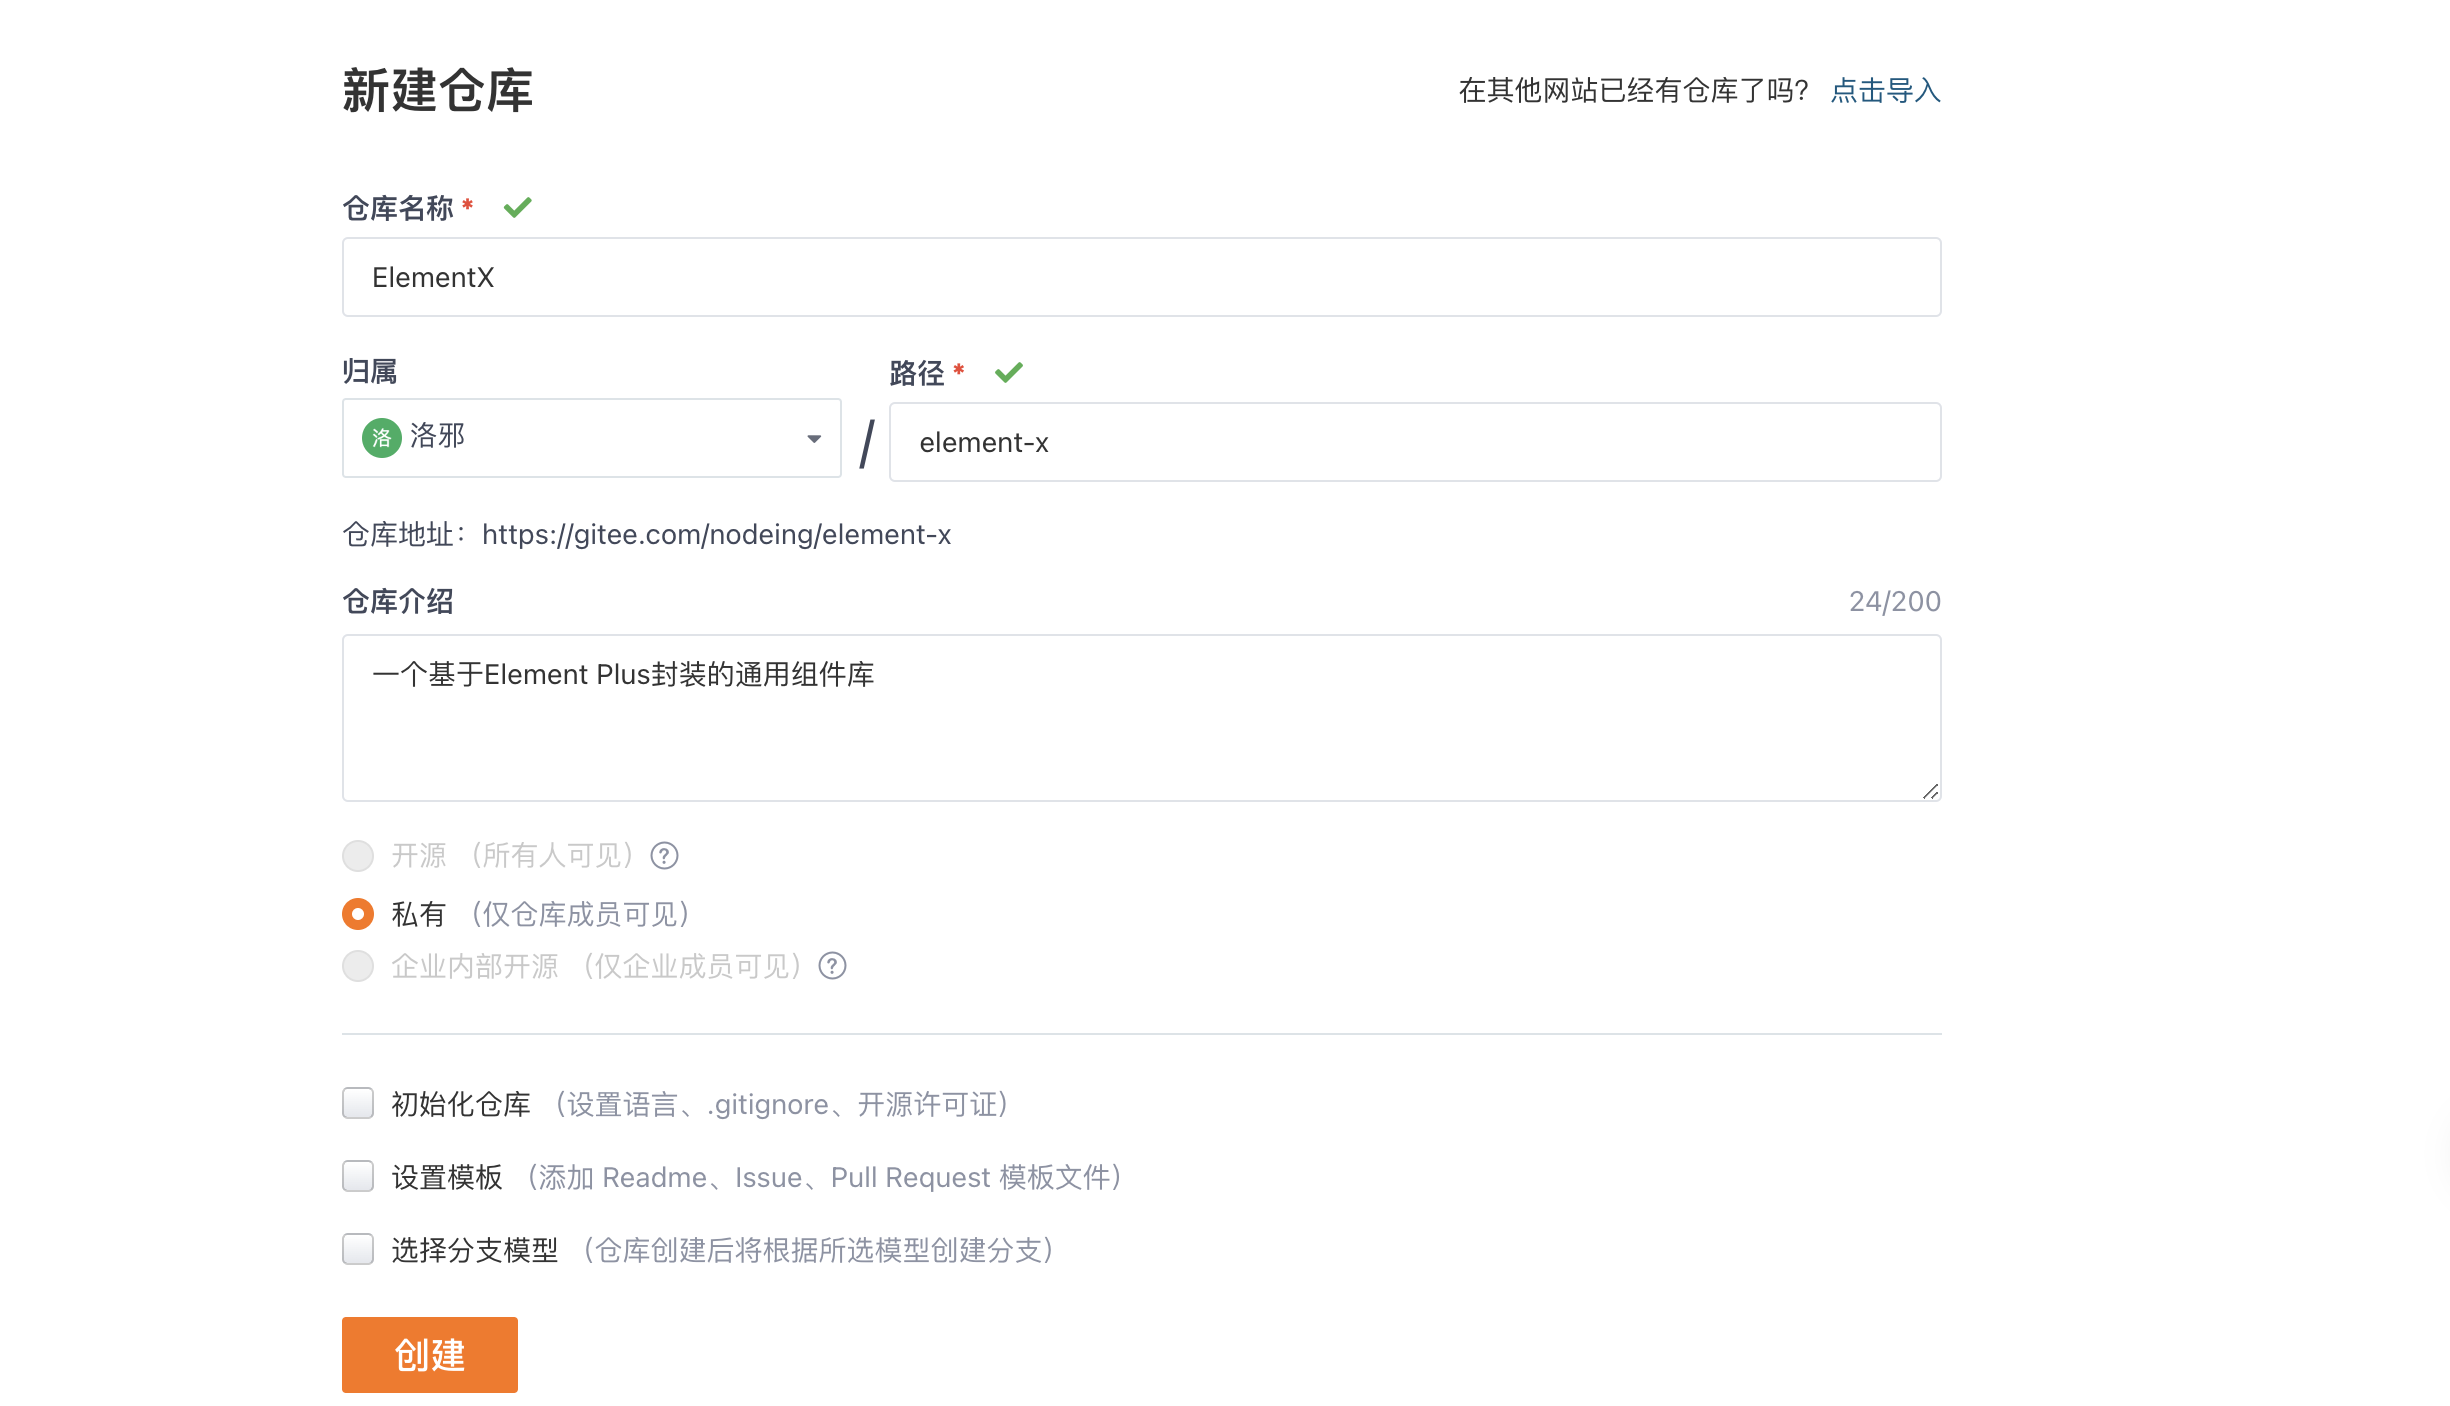 新建仓库
在其他网站已经有仓库了吗? 点击导入
仓库名称 *
ElementX
归属
路径 *
洛 洛邪
/
element-x
仓库地址：https://gitee.com/nodeing/element-x
仓库介绍
24/200
一个基于Element Plus封装的通用组件库
开源 （所有人可见） ?
私有 （仅仓库成员可见）
企业内部开源 （仅企业成员可见） ?
初始化仓库 （设置语言、.gitignore、开源许可证）
设置模板 （添加 Readme、Issue、Pull Request 模板文件）
选择分支模型 （仓库创建后将根据所选模型创建分支）
创建